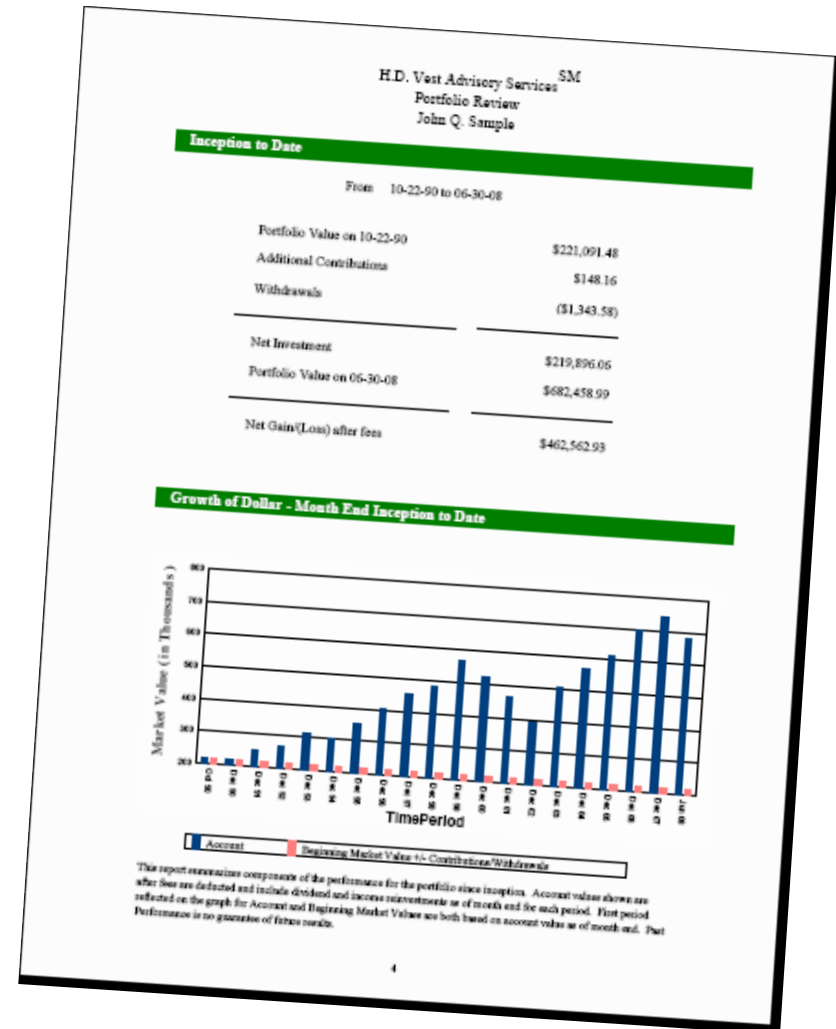 H.D. Vest Advisory Services SM
Portfolio Review
John Q. Sample
Inception to Date
From 10-22-90 to 06-30-08
Portfolio Value on 10-22-90 $221,091.48
Additional Contributions $148.16
Withdrawals ($1,343.58)
Net Investment $219,896.06
Portfolio Value on 06-30-08 $682,458.99
Net Gain/(Loss) after fees $462,562.93
Growth of Dollar - Month End Inception to Date
Market Value ( in Thousands )
800
700
600
500
400
300
200
TimePeriod
Account Beginning Market Value +/- Contributions/Withdrawals
This report summarizes components of the performance for the portfolio since inception. Account values shown are
after fees are deducted and include dividend and income reinvestments as of month end for each period. First period
reflected on the graph for Account and Beginning Market Values are both based on account value as of month end. Past
Performance is no guarantee of future results.
4